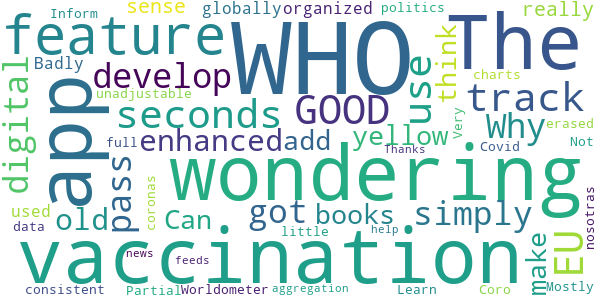 Inform
sense
globally
organized
politics
really
feature
WHO
The
Badly
develop
think
charts
digital
app
unadjustable
seconds
GOOD
use
track
enhanced
add
yellow
Very
Why
erased
full
Thanks
Covid
Not
pass
wondering
coronas
used
old
Can
got
books
simply
data
little
vaccination
news
feeds
help
make
EU
nosotras
consistent
Partial
Worldometer
aggregation
Learn
Coro
Mostly